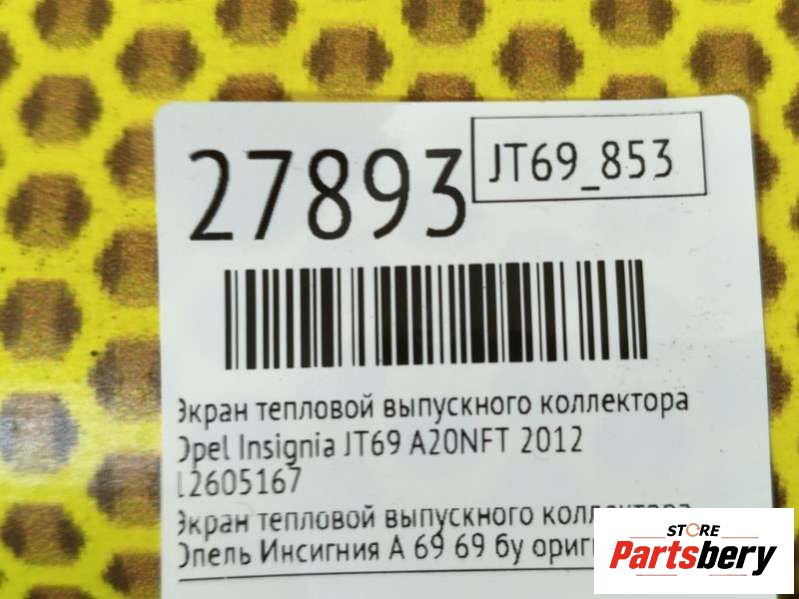 27893
JT69_853
Экран тепловой выпускного коллектора
Opel Insignia JT69 A20NFT 2012
12605167
Экран тепловой выпускного
Опель Инсигния А 69 69 бу
STORE
Partsbery